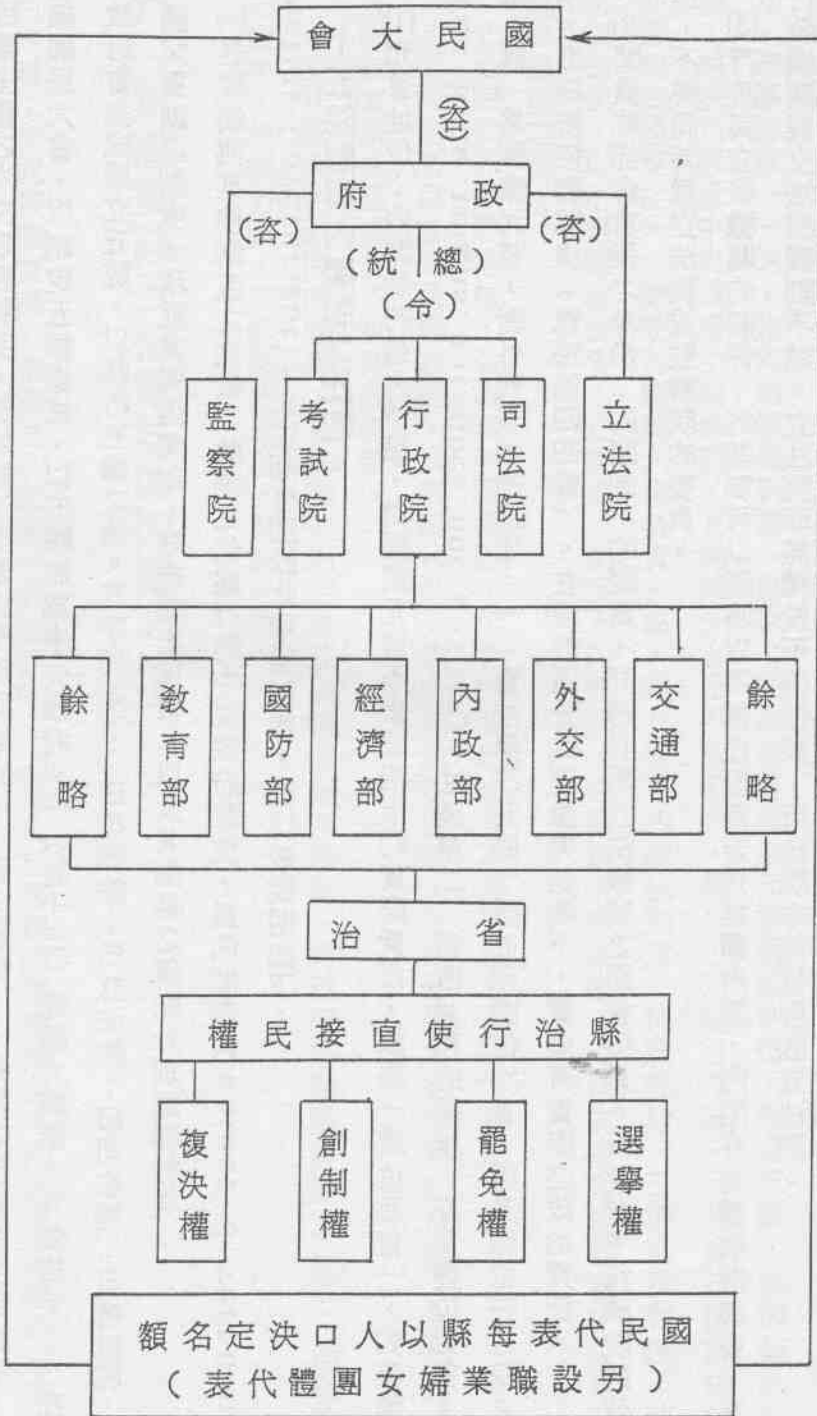 國民大會
(咨)
政府
(咨)
(咨)
(總統)
(令)
立法院
司法院
行政院
考試院
監察院
餘略
交通部
外交部
內政部
經濟部
國防部
教育部
餘略
省治
縣治行使直接民權
選舉權
罷免權
創制權
複決權
國民代表每縣以人口決定名額
(另設職業婦女團體代表)